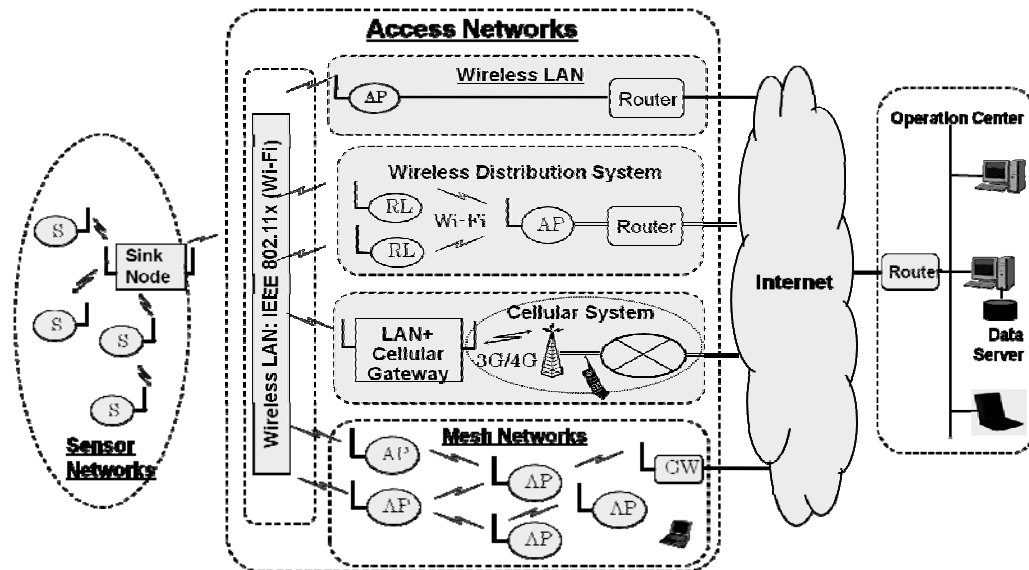 Access Networks
Wireless LAN
AP
Router
Wireless LAN: IEEE 802.11x (Wi-Fi)
Wireless Distribution System
RL
Wi-Fi
RL
AP
Router
LAN+
Cellular
Gateway
Cellular System
3G/4G
Mesh Networks
AP
AP
AP
AP
AP
GW
S
S
S
S
Sink
Node
Sensor
Networks
Internet
Operation Center
Router
Data
Server